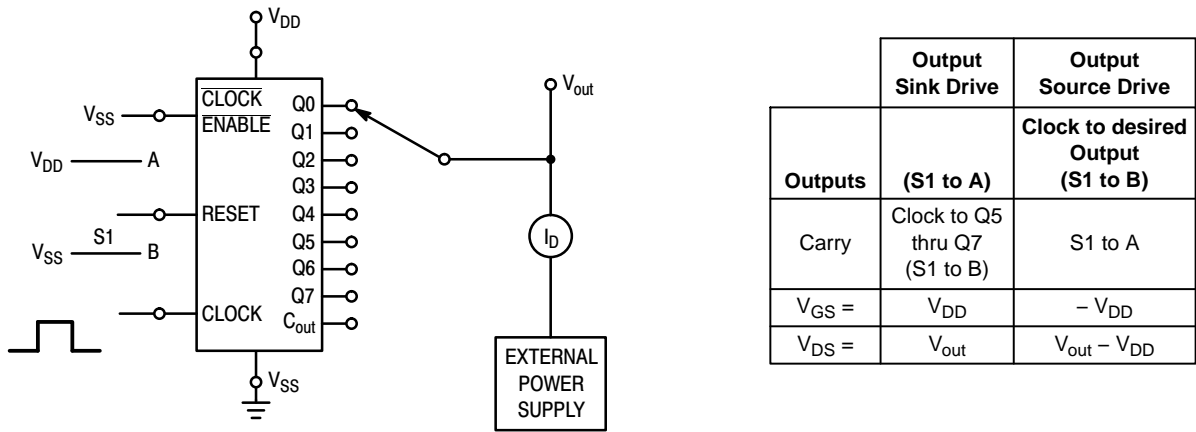 VDD
VSS
CLOCK
ENABLE
Q0
Q1
VDD A
Q2
Q3
RESET
Q4
S1
VSS B
Q5
Q6
Q7
CLOCK
Cout
VSS
Vout
ID
EXTERNAL
POWER
SUPPLY
Output
Sink Drive
Output
Source Drive
Outputs
(S1 to A)
Clock to desired
Output
(S1 to B)
Carry
Clock to Q5
thru Q7
(S1 to B)
S1 to A
VGS = VDD – VDD
VDS = Vout Vout – VDD